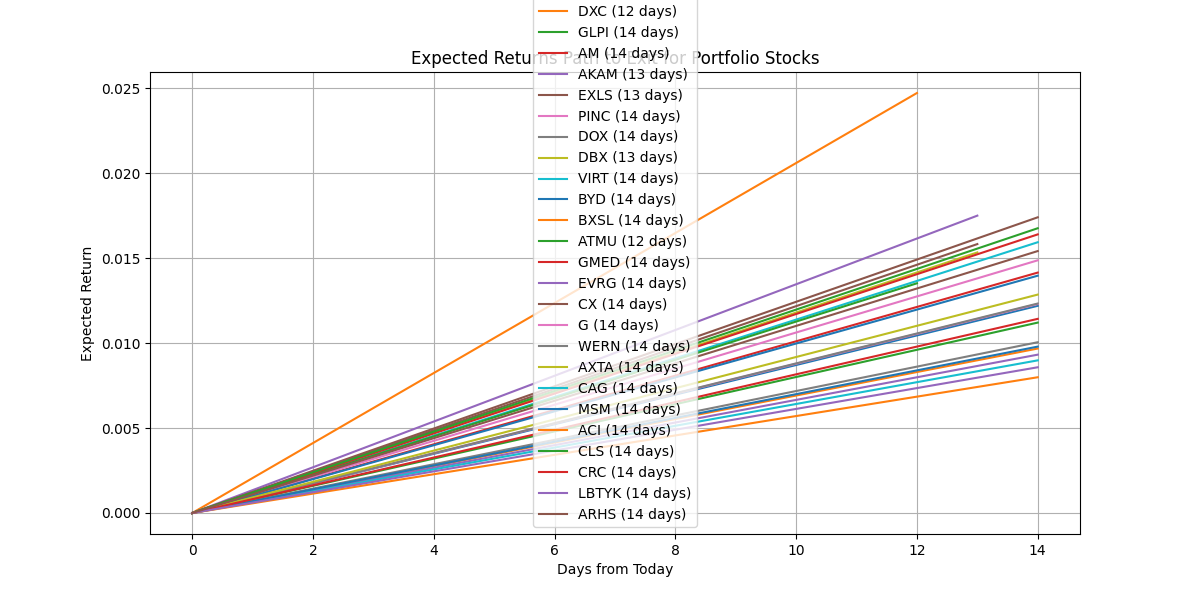 Expected Returns Path to Exit for Portfolio Stocks
DXC (12 days)
GLPI (14 days)
AM (14 days)
AKAM (13 days)
EXLS (13 days)
PINC (14 days)
DOX (14 days)
DBX (13 days)
VIRT (14 days)
BYD (14 days)
BXSL (14 days)
ATMU (12 days)
GMED (14 days)
EVRG (14 days)
CX (14 days)
G (14 days)
WERN (14 days)
AXTA (14 days)
CAG (14 days)
MSM (14 days)
ACI (14 days)
CLS (14 days)
CRC (14 days)
LBTYK (14 days)
ARHS (14 days)
Expected Return
0.025
0.020
0.015
0.010
0.005
0.000
0 2 4 6 8 10 12 14
Days from Today